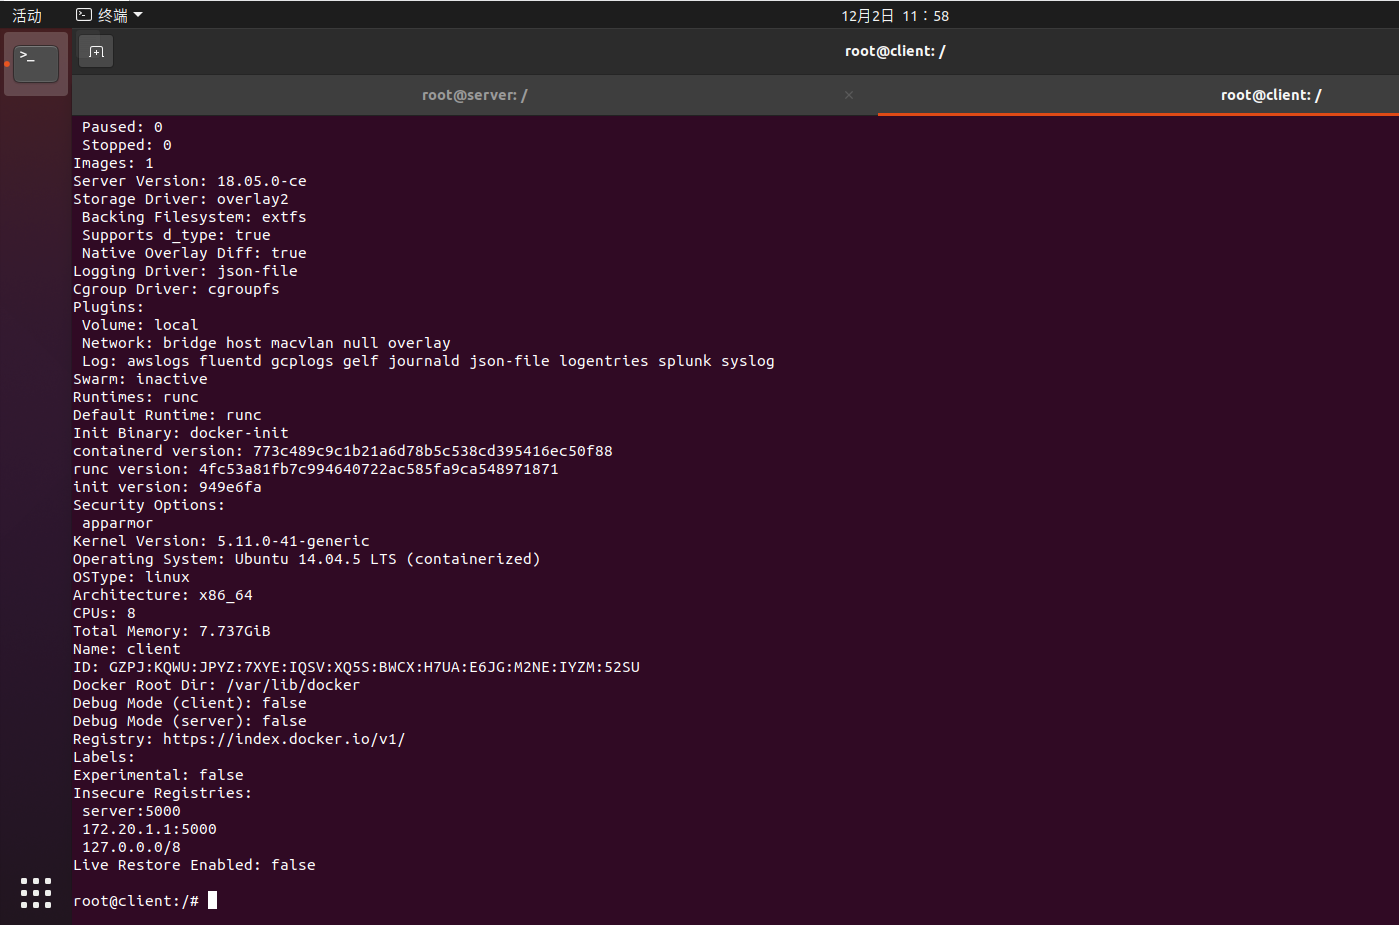 活动
终端
12月2日 11：58
root@client: /
root@server: /
×
root@client: /
Paused: 0
Stopped: 0
Images: 1
Server Version: 18.05.0-ce
Storage Driver: overlay2
Backing Filesystem: extfs
Supports d_type: true
Native Overlay Diff: true
Logging Driver: json-file
Cgroup Driver: cgroupfs
Plugins:
Volume: local
Network: bridge host macvlan null overlay
Log: awslogs fluentd gcplogs gelf journald json-file logentries splunk syslog
Swarm: inactive
Runtimes: runc
Default Runtime: runc
Init Binary: docker-init
containerd version: 773c489c9c1b21a6d78b5c538cd395416ec50f88
runc version: 4fc53a81fb7c994640722ac585fa9ca548971871
init version: 949e6fa
Security Options:
apparmor
Kernel Version: 5.11.0-41-generic
Operating System: Ubuntu 14.04.5 LTS (containerized)
OSType: linux
Architecture: x86_64
CPUs: 8
Total Memory: 7.737GiB
Name: client
ID: GZPJ:KQWU:JPYZ:7XYE:IQSV:XQ5S:BWCX:H7UA:E6JG:M2NE:IYZM:52SU
Docker Root Dir: /var/lib/docker
Debug Mode (client): false
Debug Mode (server): false
Registry: https://index.docker.io/v1/
Labels:
Experimental: false
Insecure Registries:
server:5000
172.20.1.1:5000
127.0.0.0/8
Live Restore Enabled: false
root@client:/#